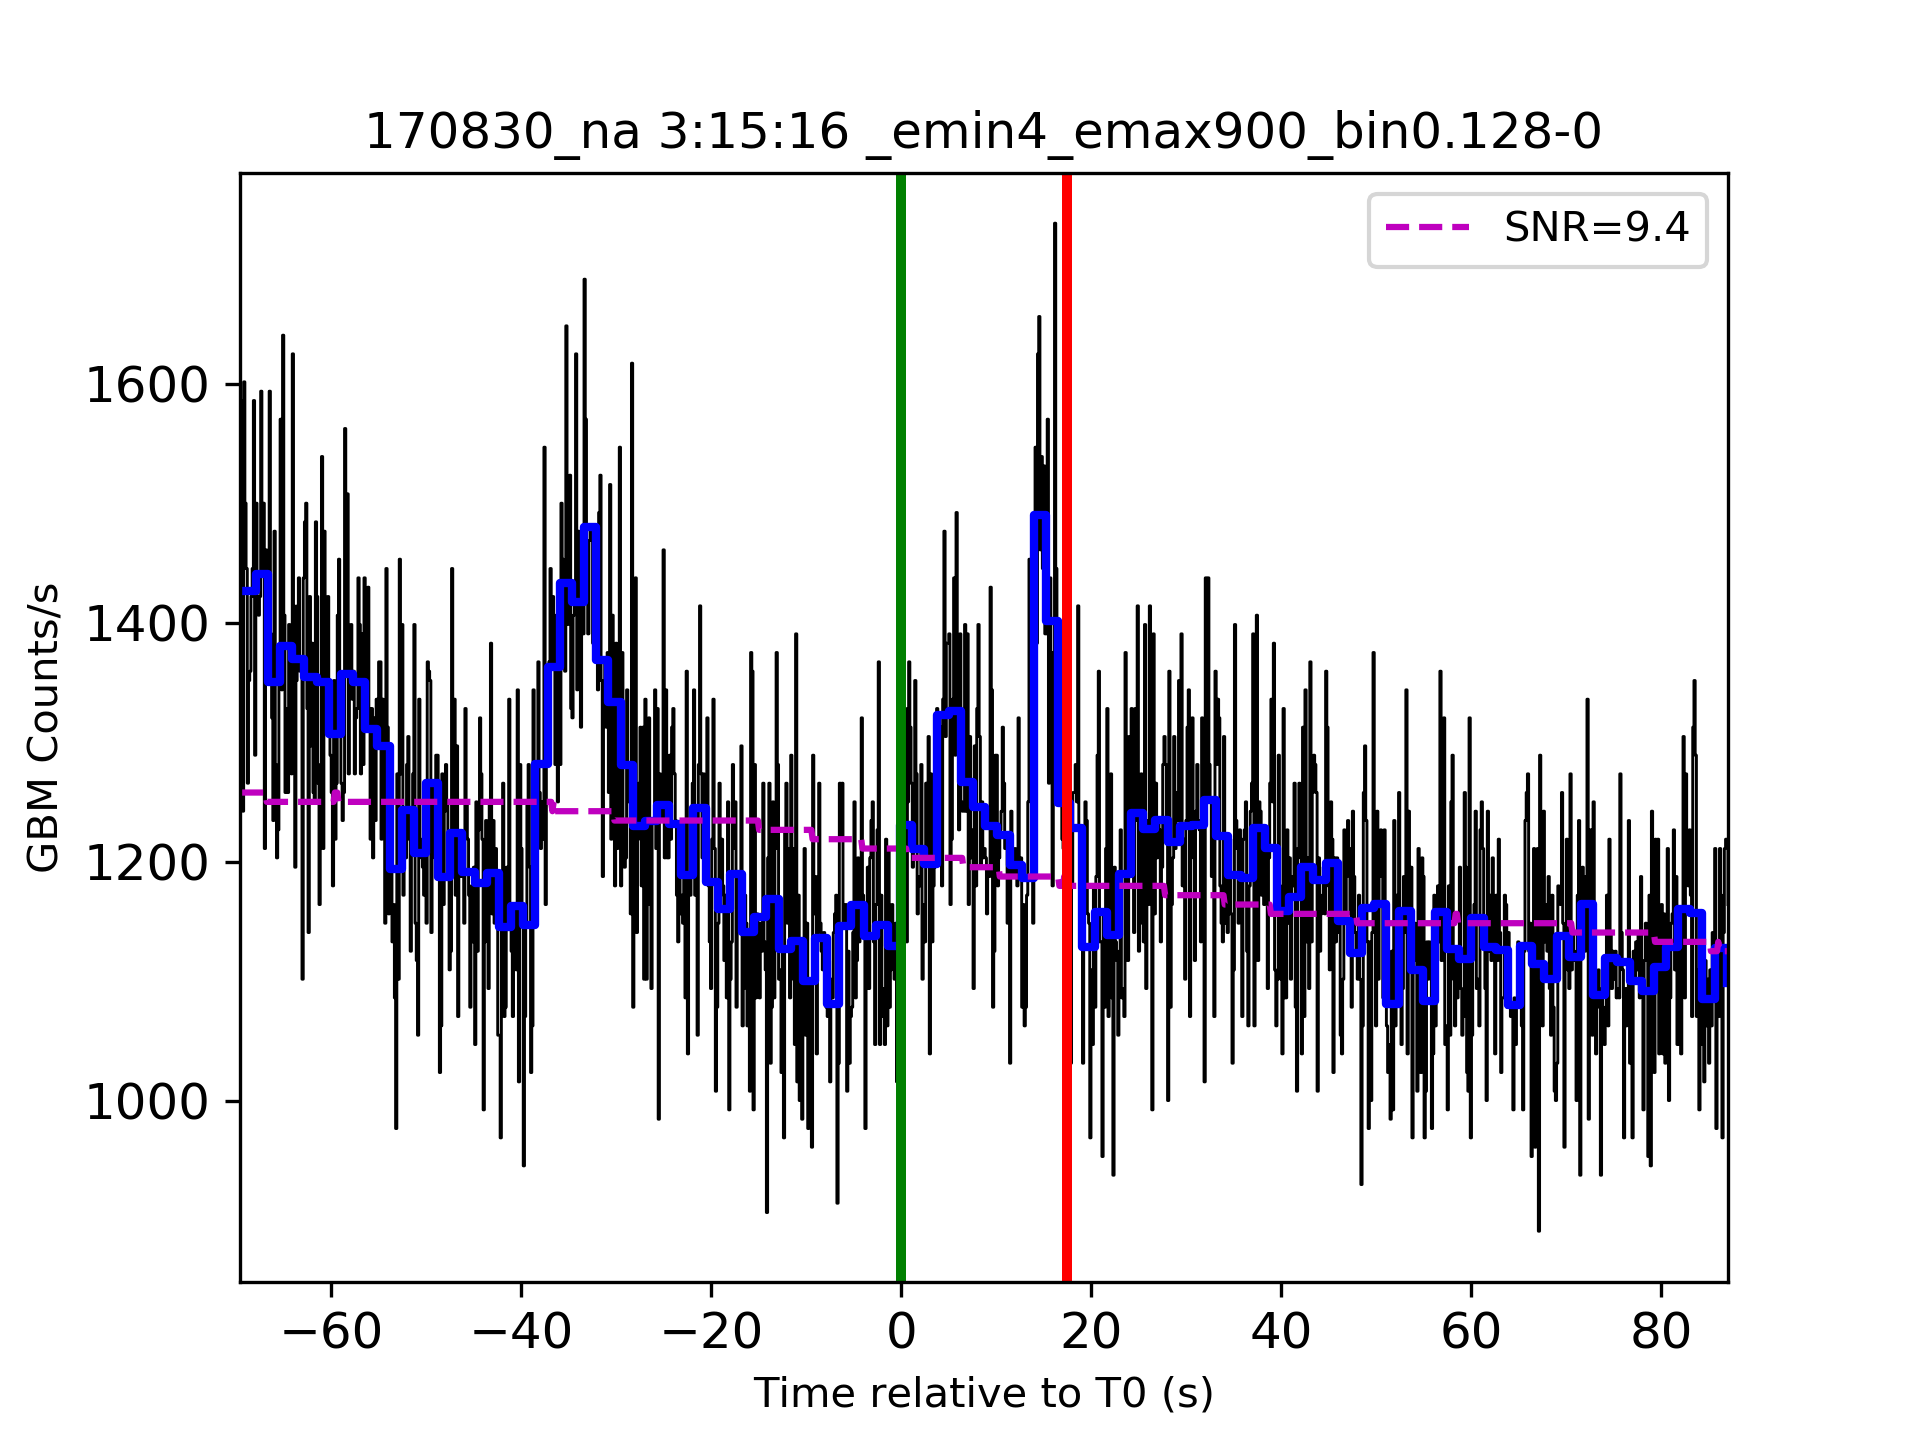 170830_na 3:15:16 _emin4_emax900_bin0.128-0
SNR=9.4
GBM Counts/s
1600
1400
1200
1000
−60 −40 −20 0 20 40 60 80
Time relative to T0 (s)